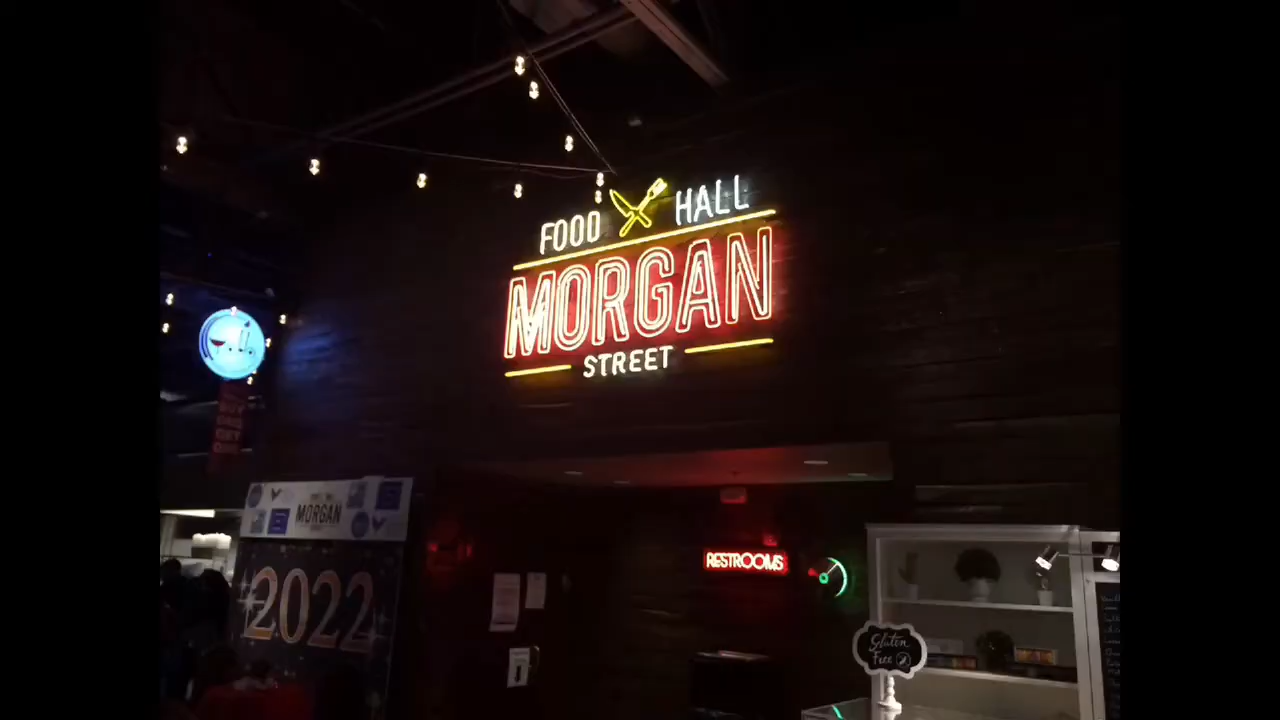 FOOD HALL
MORGAN
STREET
MORGAN
2022
RESTROOMS
Gluten
Free